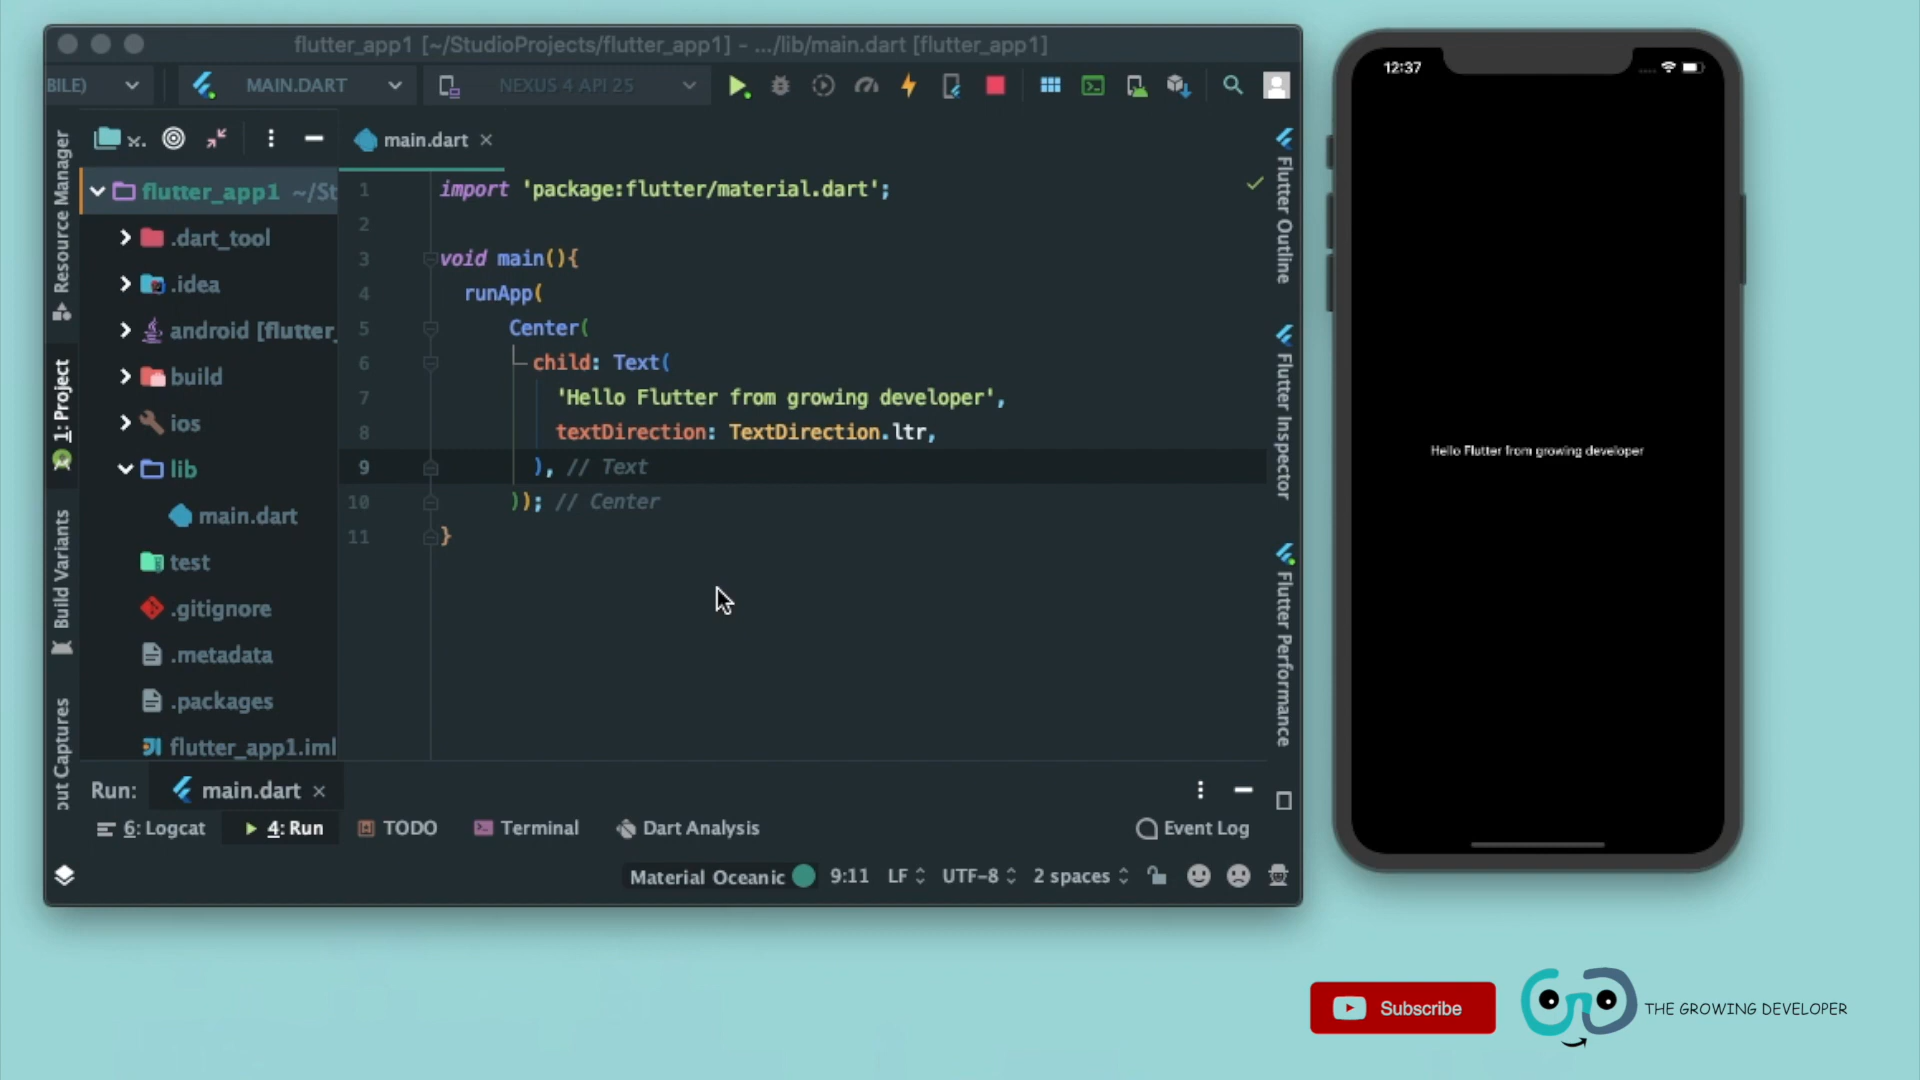 flutter_app1 [~/StudioProjects/flutter_app1] - .../lib/main.dart [flutter_app1]
BILE)
MAIN.DART
NEXUS 4 API 25
x.
main.dart
Resource Manager
1: Project
Build Variants
out Captures
flutter_app1 ~/St
.dart_tool
.idea
android [flutter_
build
ios
lib
main.dart
test
.gitignore
.metadata
.packages
flutter_app1.iml
1 import 'package:flutter/material.dart';
2
3 void main(){
4 runApp(
5 Center(
6 child: Text(
7 'Hello Flutter from growing developer',
8 textDirection: TextDirection.ltr,
9 ), // Text
10 )); // Center
11 }
Flutter Outline
Flutter Inspector
Flutter Performance
Run: main.dart
6: Logcat
4: Run
TODO
Terminal
Dart Analysis
Event Log
Material Oceanic
9:11
LF
UTF-8
2 spaces
12:37
Hello Flutter from growing developer
Subscribe
THE GROWING DEVELOPER